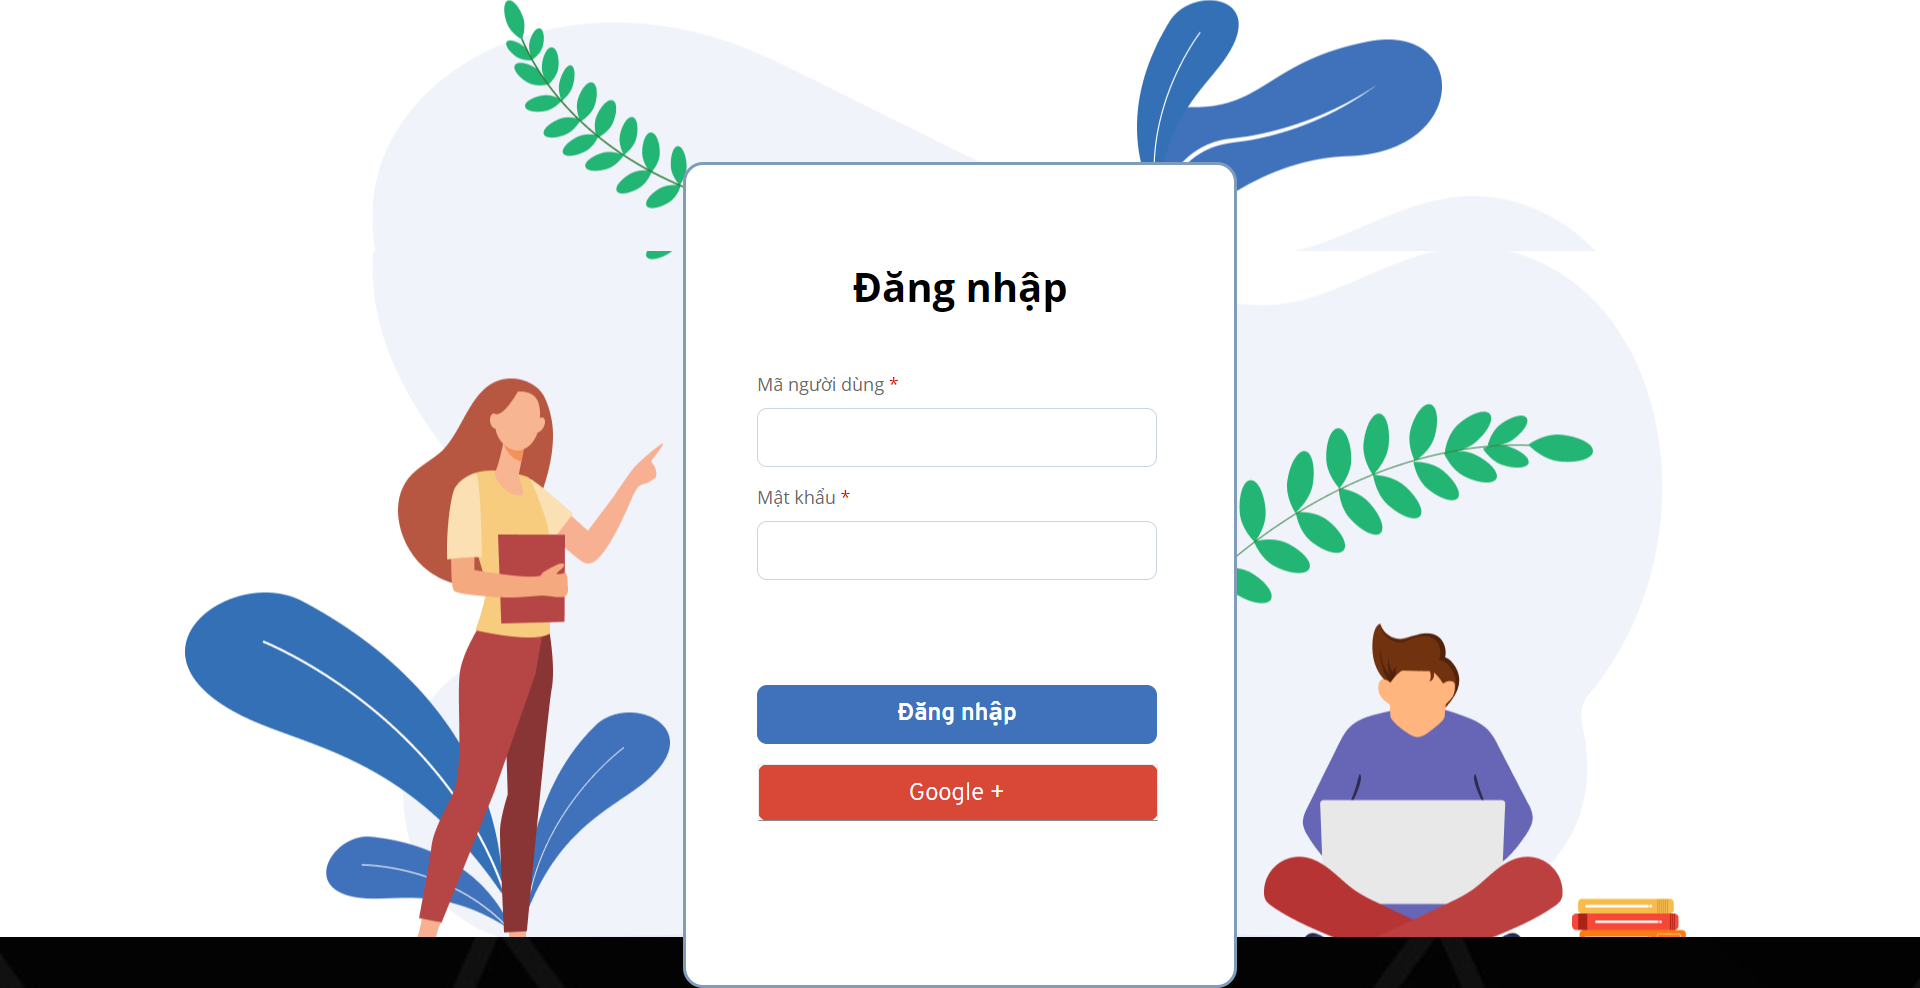 Đăng nhập
Mã người dùng *
Mật khẩu *
Đăng nhập
Google +